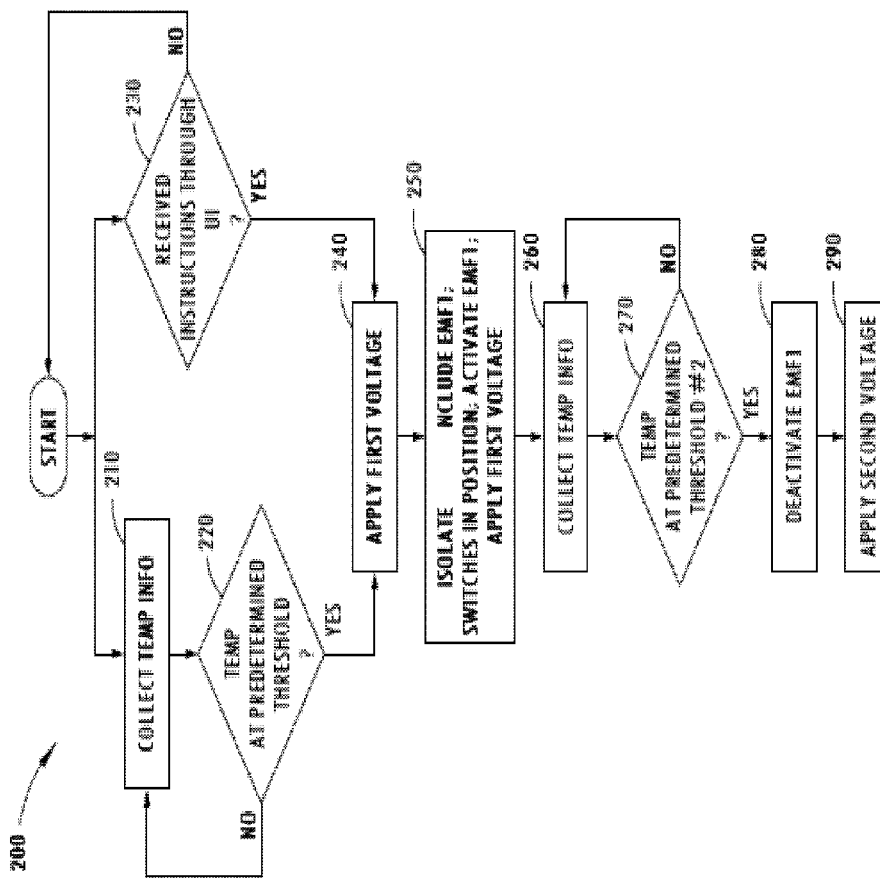 200
START
210
COLLECT TEMP INFO
220
TEMP
AT PREDETERMINED
THRESHOLD
?
NO
YES
230
RECEIVED
INSTRUCTIONS THROUGH
UI
?
NO
YES
240
APPLY FIRST VOLTAGE
250
ISOLATE NCLUDE EMF1;
SWITCHES IN POSITION; ACTIVATE EMF1;
APPLY FIRST VOLTAGE
260
COLLECT TEMP INFO
270
TEMP
AT PREDETERMINED
THRESHOLD #2
?
NO
YES
280
DEACTIVATE EMF1
290
APPLY SECOND VOLTAGE